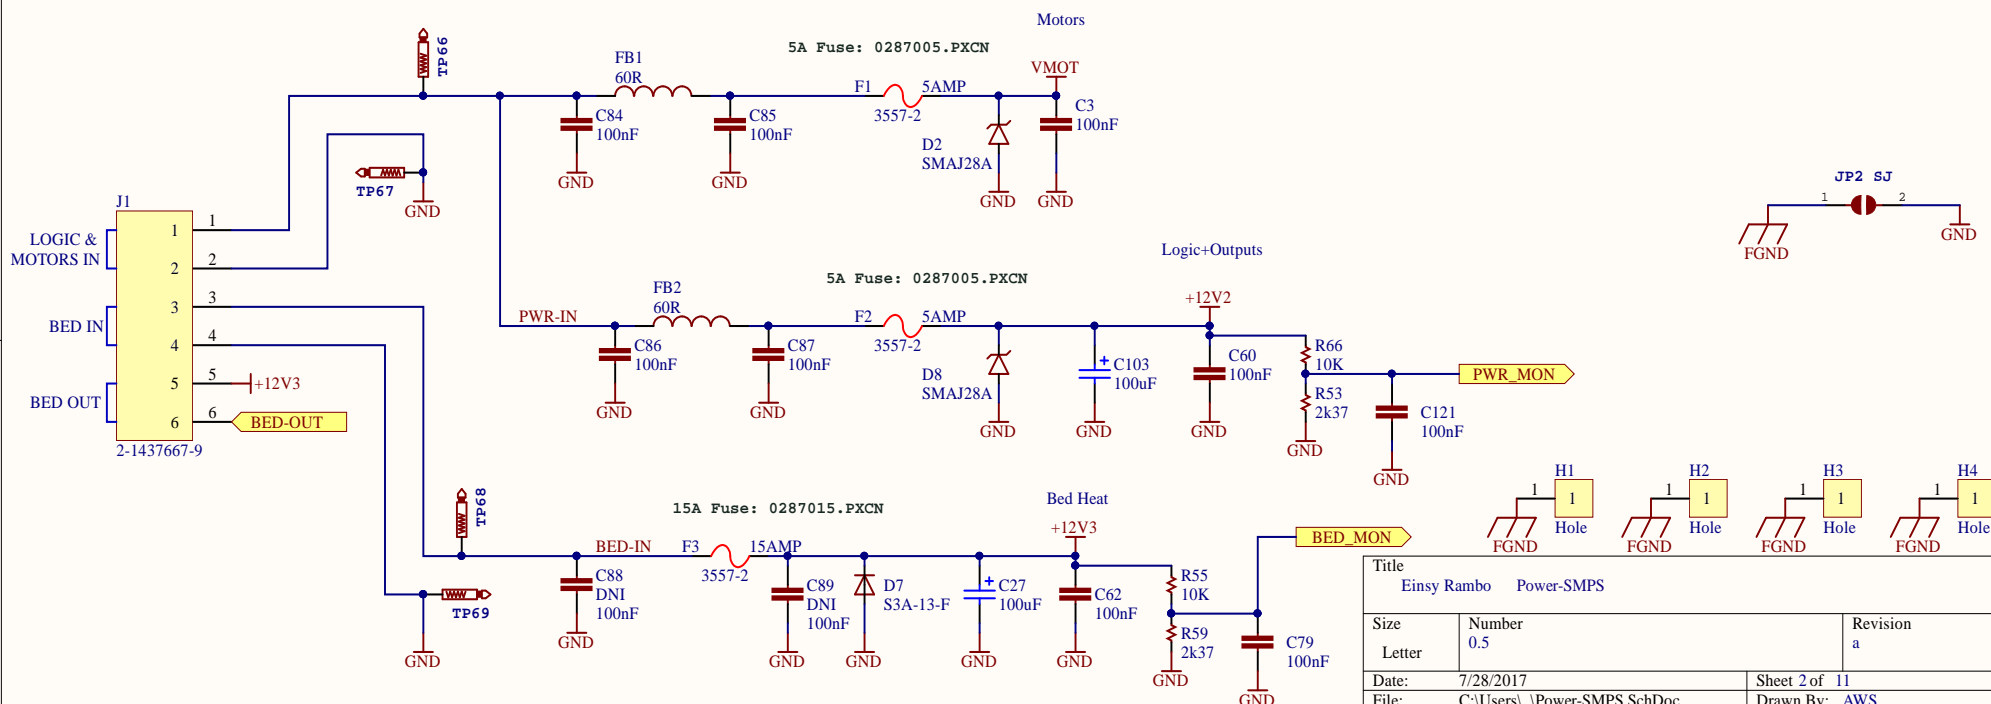 Motors
5A Fuse: 0287005.PXCN
TP66
FB1
60R
VMOT
F1
5AMP
3557-2
C84
100nF
C85
100nF
C3
100nF
D2
SMAJ28A
GND
GND
GND
GND
TP67
GND
JP2 SJ
1
2
FGND
GND
J1
LOGIC &
MOTORS IN
BED IN
BED OUT
1
2
3
4
5
6
1
2
3
4
5
6
+12V3
BED-OUT
2-1437667-9
Logic+Outputs
5A Fuse: 0287005.PXCN
FB2
60R
+12V2
PWR-IN
F2
5AMP
3557-2
C86
100nF
C87
100nF
D8
SMAJ28A
+
C103
100uF
C60
100nF
R66
10K
R53
2k37
PWR_MON
C121
100nF
GND
GND
GND
GND
GND
GND
GND
TP68
Bed Heat
15A Fuse: 0287015.PXCN
+12V3
BED-IN
F3
15AMP
3557-2
BED_MON
C88
DNI
100nF
C89
DNI
100nF
D7
S3A-13-F
+
C27
100uF
C62
100nF
R55
10K
R59
2k37
C79
100nF
TP69
GND
GND
GND
GND
GND
GND
GND
GND
H1
1
1
Hole
FGND
H2
1
1
Hole
FGND
H3
1
1
Hole
FGND
H4
1
1
Hole
FGND
Title
Einsy Rambo Power-SMPS
Size
Letter
Number
0.5
Revision
a
Date: 7/28/2017
Sheet 2 of 11
File: C:\Users\..\Power-SMPS.SchDoc
Drawn By: AWS